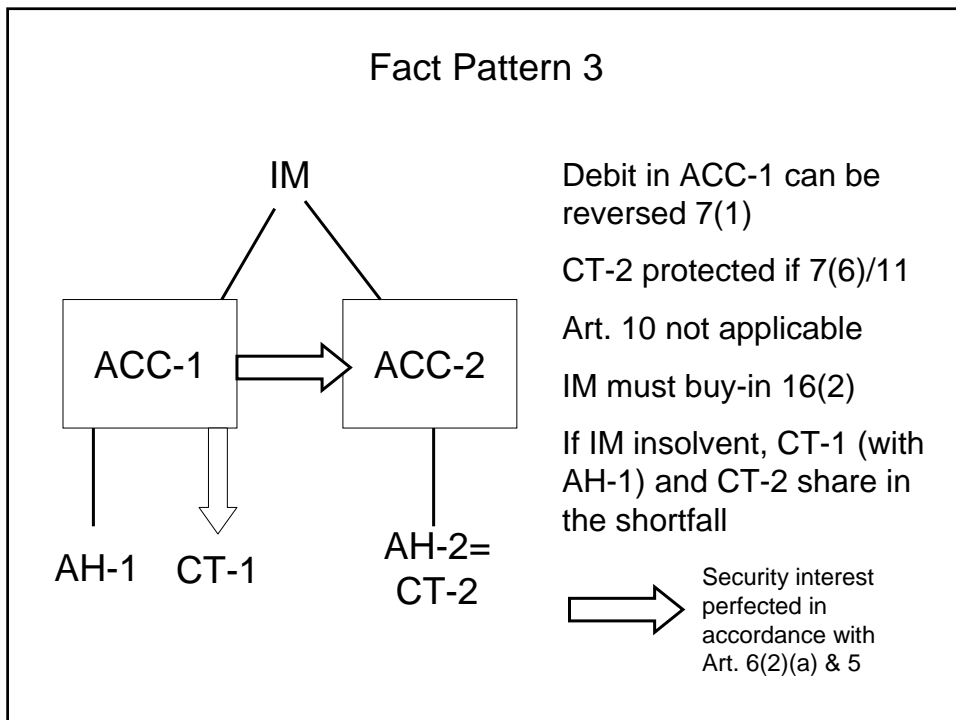 Fact Pattern 3
IM
ACC-1
ACC-2
AH-1
CT-1
AH-2=
CT-2
Debit in ACC-1 can be
reversed 7(1)
CT-2 protected if 7(6)/11
Art. 10 not applicable
IM must buy-in 16(2)
If IM insolvent, CT-1 (with
AH-1) and CT-2 share in
the shortfall
Security interest
perfected in
accordance with
Art. 6(2)(a) & 5